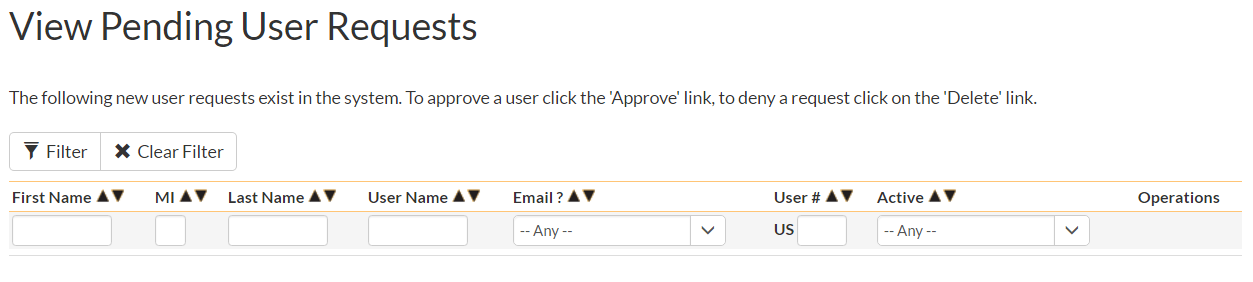 View Pending User Requests
The following new user requests exist in the system. To approve a user click the 'Approve' link, to deny a request click on the 'Delete' link.
Filter Clear Filter
First Name MI Last Name User Name Email ? User # Active Operations
-- Any -- US -- Any --